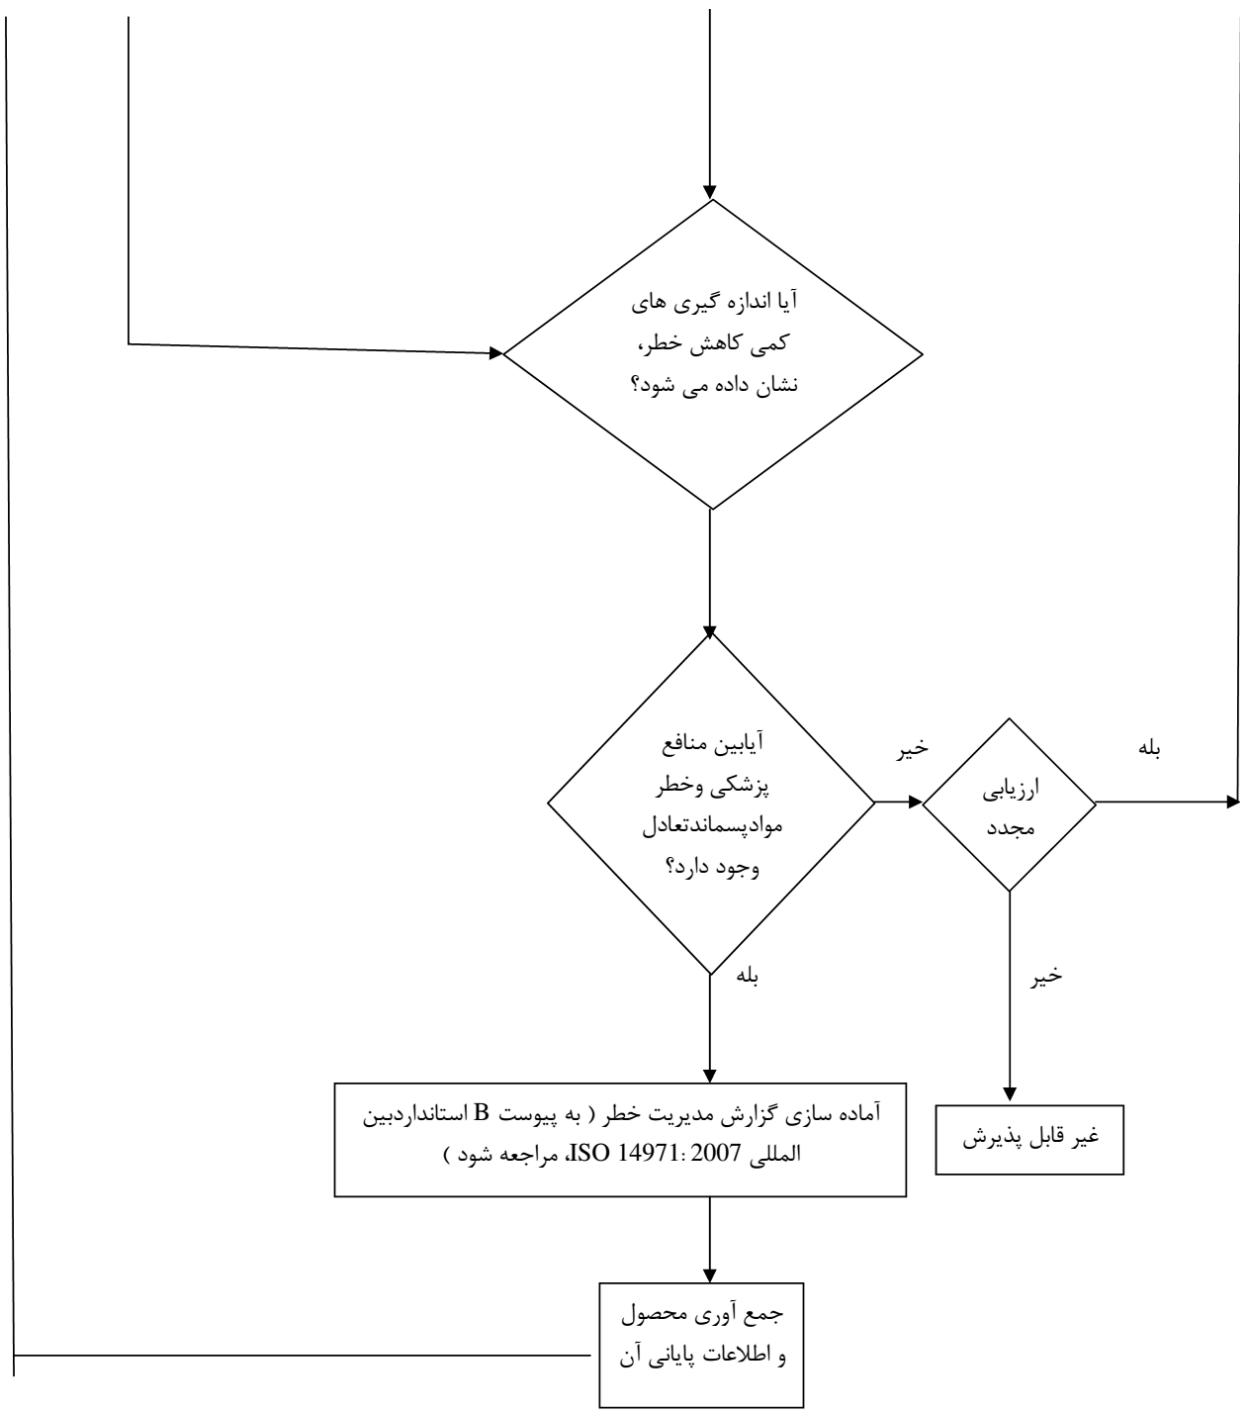 آیا اندازه گیری های
کمی کاهش خطر،
نشان داده می شود؟
آیابین منافع
پزشکی وخطر
موادپسماندتعادل
وجود دارد؟
خیر
ارزیابی
مجدد
بله
بله
خیر
آماده سازی گزارش مدیریت خطر ( به پیوست B استانداردبین
المللی ISO 14971:2007، مراجعه شود )
غیر قابل پذیرش
جمع آوری محصول
و اطلاعات پایانی آن